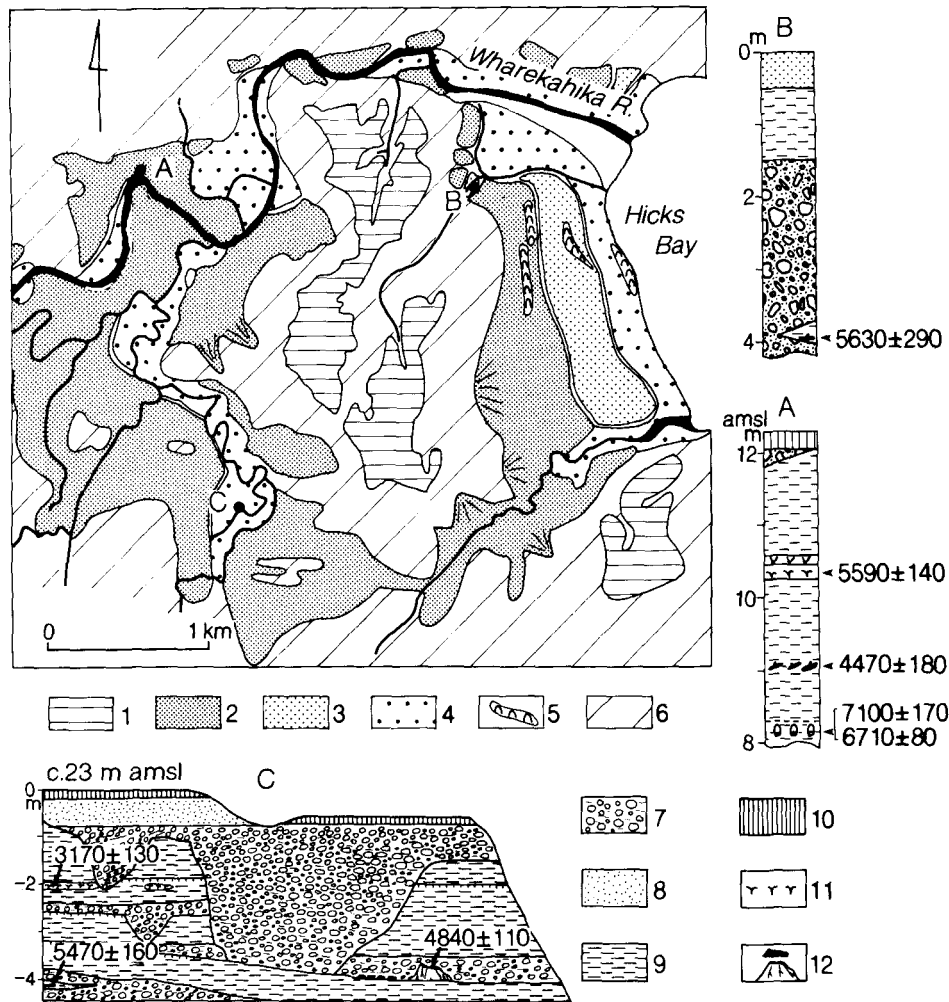 Wharekahika R.
Hicks
Bay
A
B
C
0 1 km
B
0
m
2
4
5630±290
A
amsl
m
12
10
8
5590±140
4470±180
7100±170
6710±80
1 2 3 4 5 6
c.23 m amsl
C
0
m
-2
-4
3170±130
5470±160
4840±110
7 10
8 11
9 12